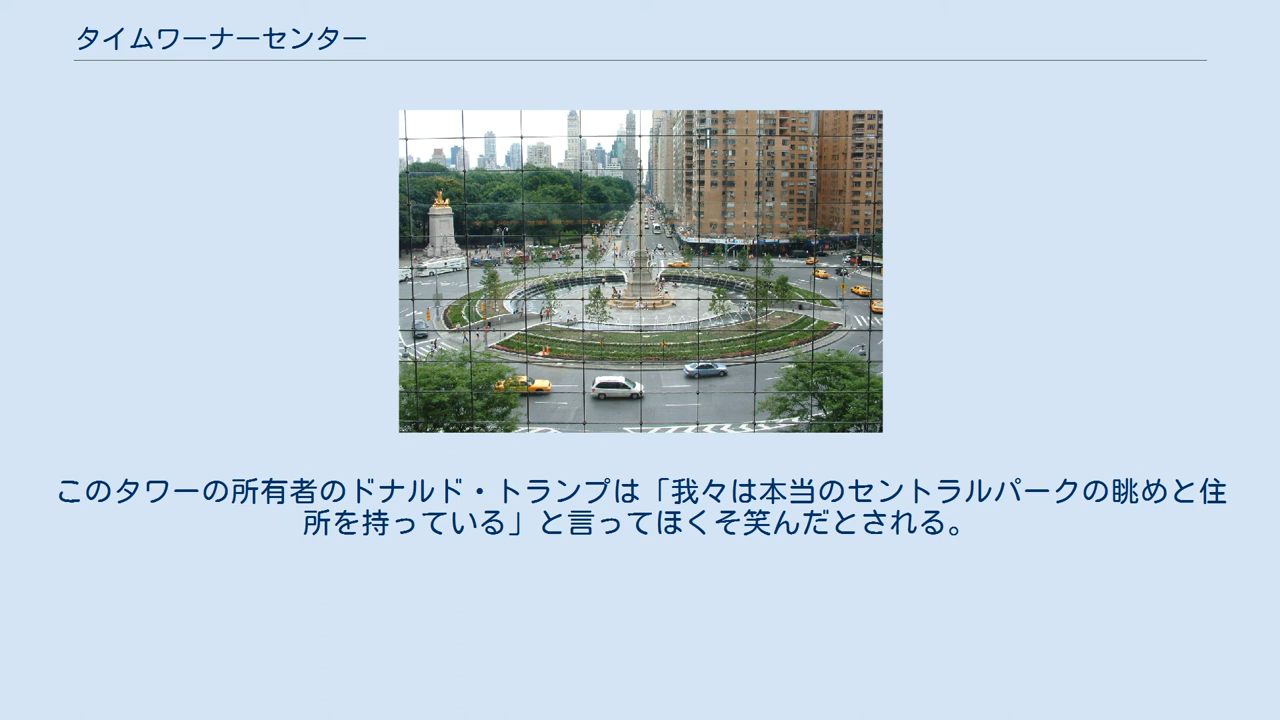 タイムワーナーセンター
このタワーの所有者のドナルド・トランプは「我々は本当のセントラルパークの眺めと住
所を持っている」と言ってほくそ笑んだとされる。